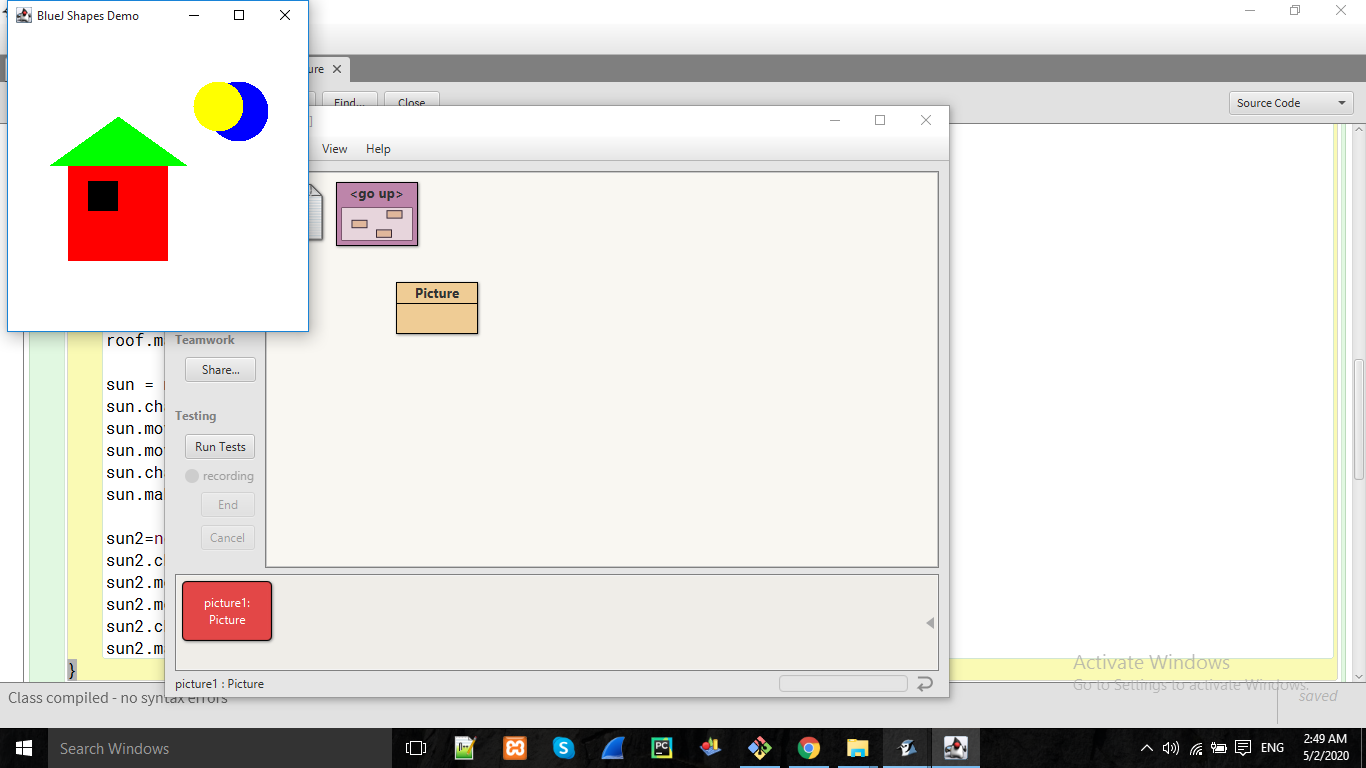 BlueJ Shapes Demo
ure
Find...
Close
Source Code
View
Help
<go up>
Picture
roof.m
Teamwork
Share...
sun =
sun.ch
sun.mo
sun.mo
sun.ch
sun.ma
Testing
Run Tests
recording
End
Cancel
sun2=n
sun2.c
sun2.m
sun2.m
sun2.c
sun2.m
}
picture1:
Picture
picture1 : Picture
Class compiled - no syntax errors
Activate Windows
Go to Settings to activate Windows.
saved
Search Windows
ENG
2:49 AM
5/2/2020